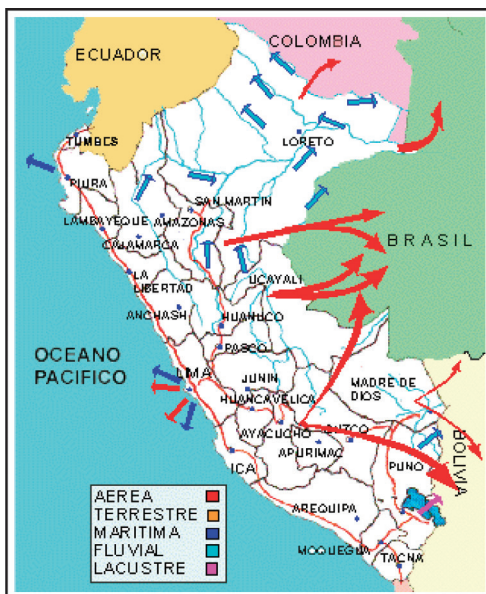 ECUADOR
COLOMBIA
TUMBES
LORETO
PIURA
SAN MARTIN
LAMBAYEQUE
AMAZONAS
CAJAMARCA
BRASIL
LA
LIBERTAD
UCAYALI
ANCHASH
HUANUCO
PASCO
OCEANO
PACIFICO
LIMA
JUNIN
MADRE DE
DIOS
HUANCAVELICA
AYACUCHO
CUZCO
APURIMAC
BOLIVIA
PUNO
ICA
AREQUIPA
MOQUEGUA
TACNA
AEREA
TERRESTRE
MARITIMA
FLUVIAL
LACUSTRE